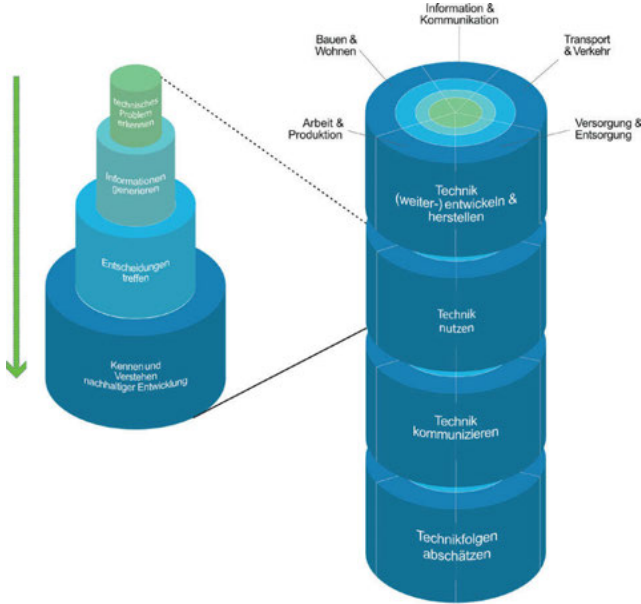 technisches
Problem
erkennen
Informationen
generieren
Entscheidungen
treffen
Kennen und
Verstehen
nachhaltiger Entwicklung
Information &
Kommunikation
Bauen &
Wohnen
Transport
& Verkehr
Arbeit &
Produktion
Versorgung &
Entsorgung
Technik
(weiter-) entwickeln &
herstellen
Technik
nutzen
Technik
kommunizieren
Technikfolgen
abschätzen